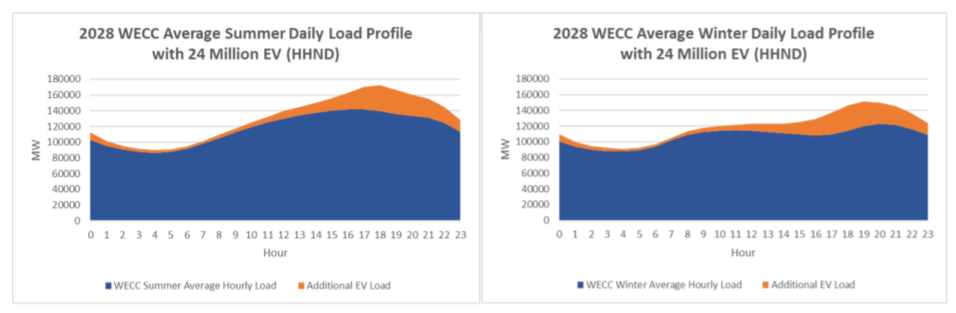 2028 WECC Average Summer Daily Load Profile
with 24 Million EV (HHND)
180000
160000
140000
120000
100000
80000
60000
40000
20000
0
MW
0 1 2 3 4 5 6 7 8 9 10 11 12 13 14 15 16 17 18 19 20 21 22 23
Hour
WECC Summer Average Hourly Load Additional EV Load
2028 WECC Average Winter Daily Load Profile
with 24 Million EV (HHND)
180000
160000
140000
120000
100000
80000
60000
40000
20000
0
MW
0 1 2 3 4 5 6 7 8 9 10 11 12 13 14 15 16 17 18 19 20 21 22 23
Hour
WECC Winter Average Hourly Load Additional EV Load